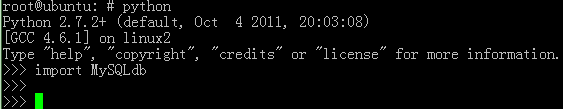 root@ubuntu: # python
Python 2.7.2+ (default, Oct  4 2011, 20:03:08)
[GCC 4.6.1] on linux2
Type "help", "copyright", "credits" or "license" for more information.
>>> import MySQLdb
>>>
>>>